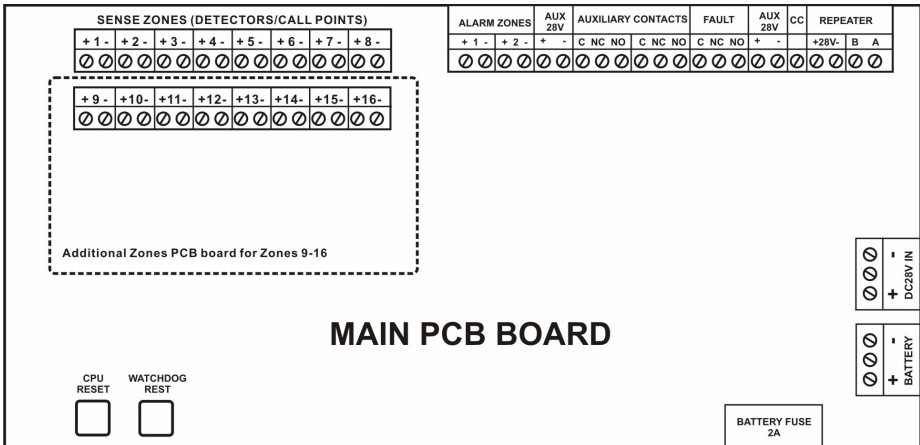 SENSE ZONES (DETECTORS/CALL POINTS)
+ 1 - + 2 - + 3 - + 4 - + 5 - + 6 - + 7 - + 8 -
+ 9 - +10- +11- +12- +13- +14- +15- +16-
Additional Zones PCB board for Zones 9-16
ALARM ZONES
+ 1 - + 2 -
AUX
28V
+ -
AUXILIARY CONTACTS
C NC NO C NC NO
FAULT
C NC NO
AUX
28V
+ -
CC
REPEATER
+28V- B A
- DC28V IN +
MAIN PCB BOARD
- BATTERY +
CPU
RESET
WATCHDOG
REST
BATTERY FUSE
2A